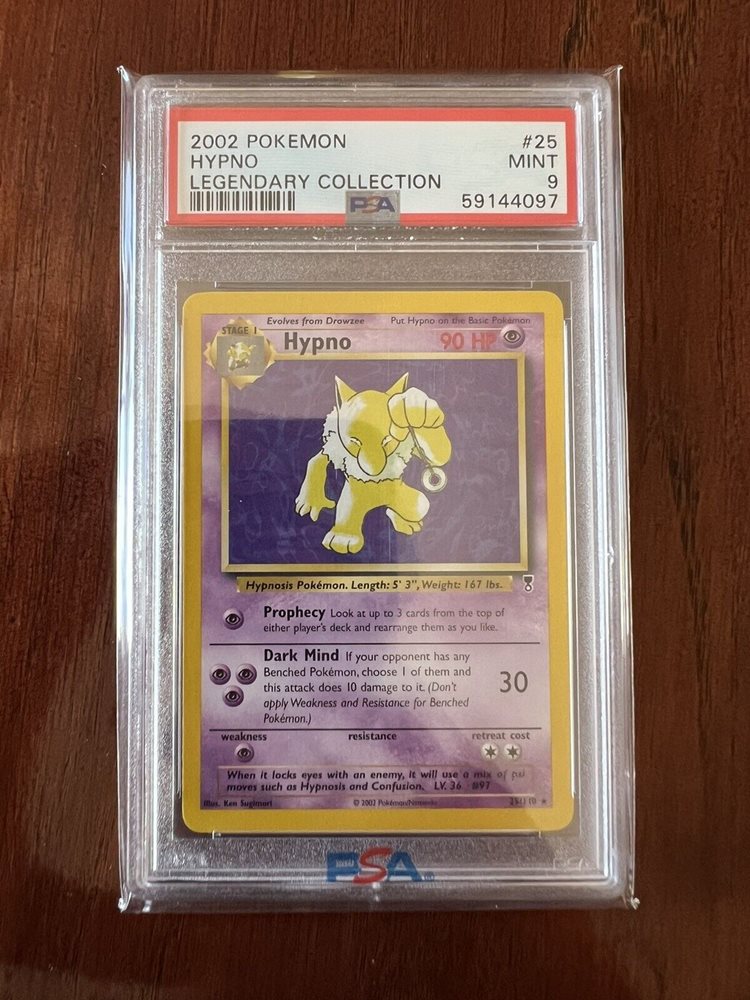 2002 POKEMON #25
HYPNO MINT
LEGENDARY COLLECTION 9
PSA 59144097
Evolves from Drowzee Put Hypno on the Basic Pokémon
STAGE 1
Hypno 90 HP
Hypnosis Pokémon. Length: 5' 3", Weight: 167 lbs.
Prophecy Look at up to 3 cards from the top of
either player's deck and rearrange them as you like.
Dark Mind If your opponent has any
Benched Pokémon, choose 1 of them and
this attack does 10 damage to it. (Don't
apply Weakness and Resistance for Benched
Pokémon.)
30
weakness resistance retreat cost
When it locks eyes with an enemy, it will use a mix of psi
moves such as Hypnosis and Confusion. LV. 36 #97
Illus. Ken Sugimori © 2002 Pokémon/Nintendo 25/110 ★
PSA